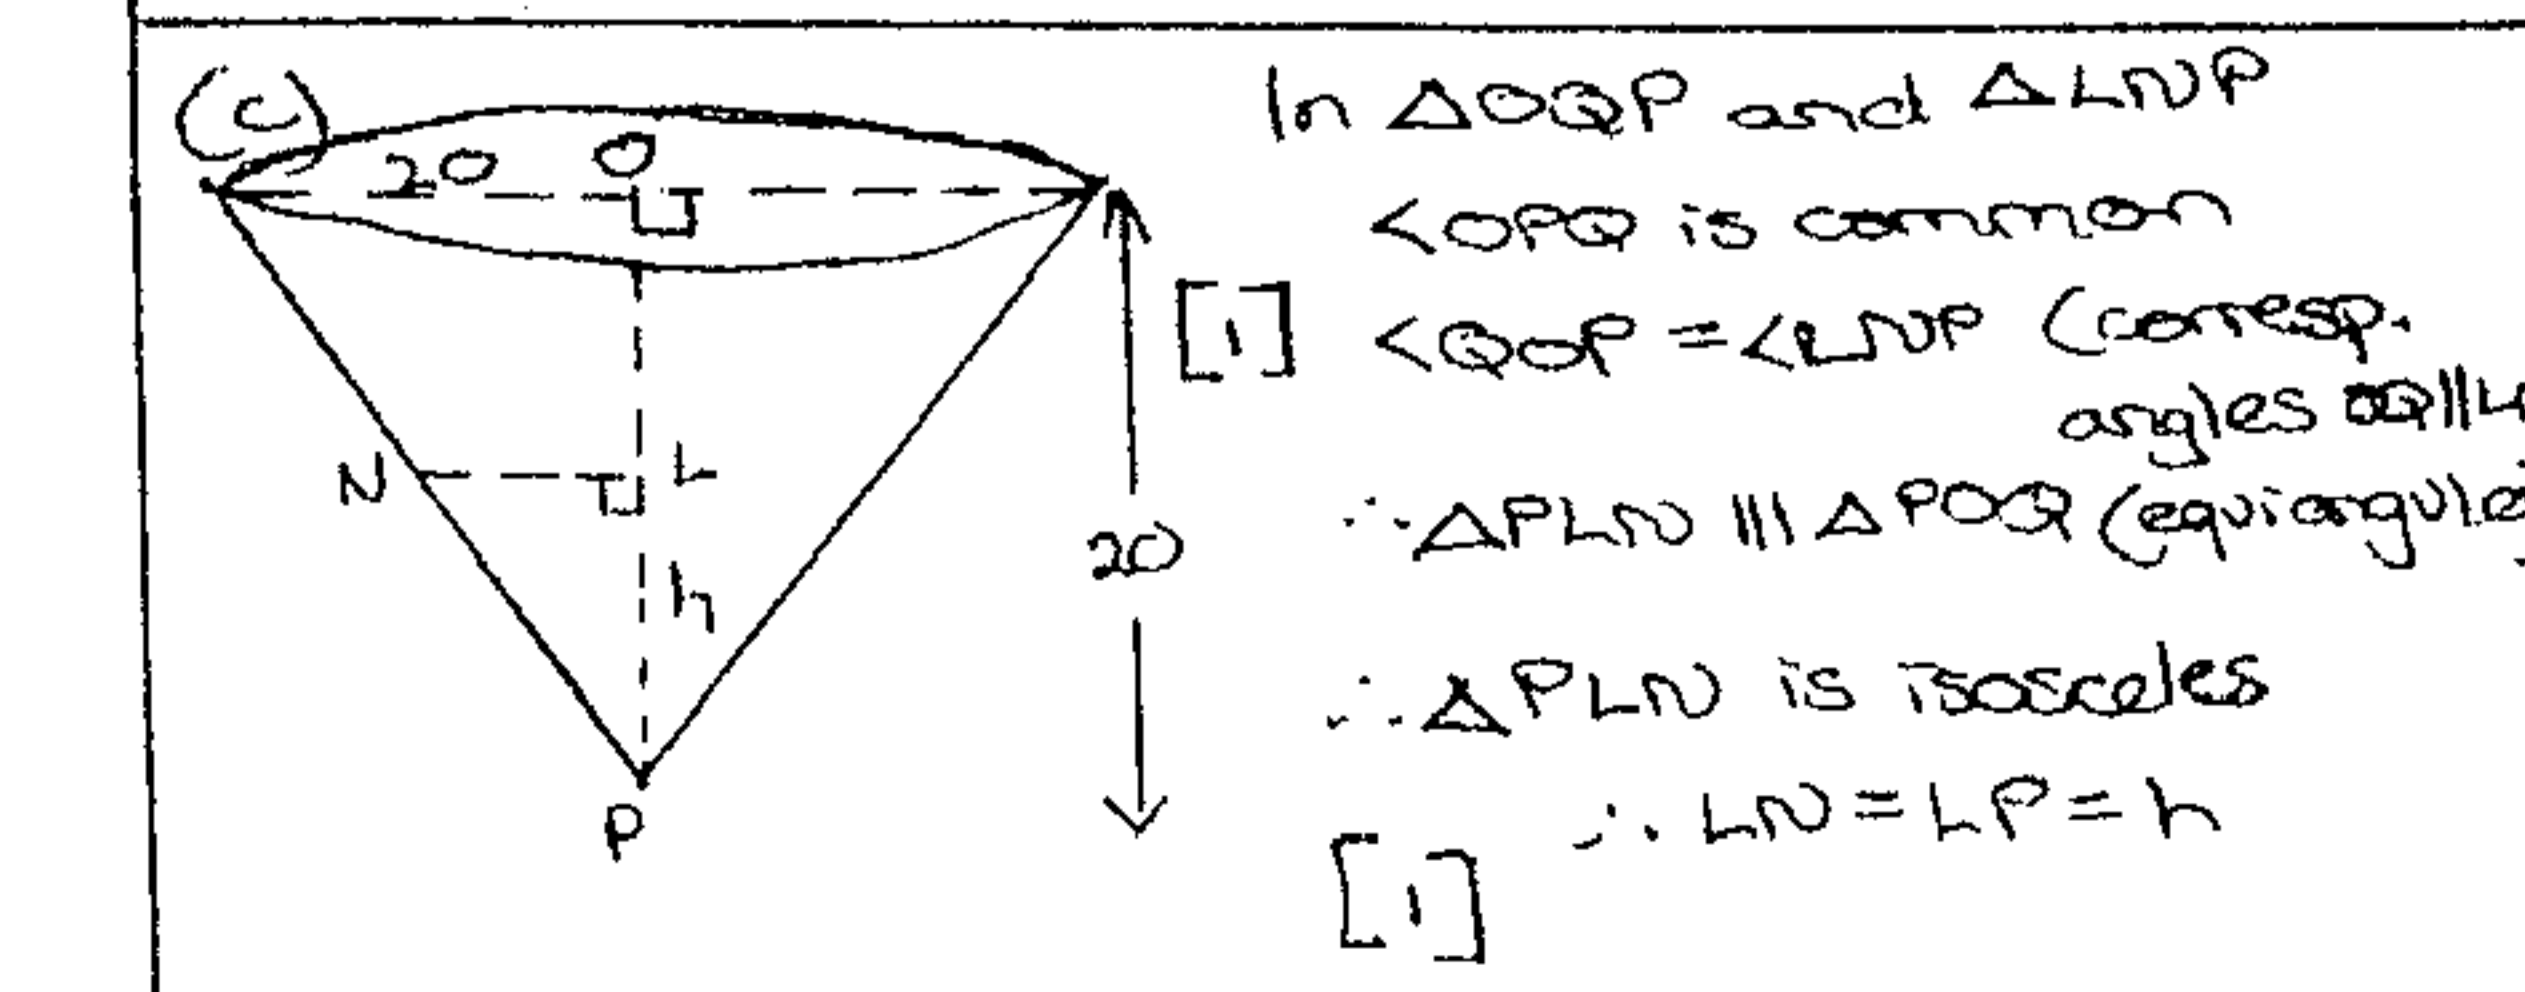 (c)
20 O
N L
h
P
20
In ΔOQP and ΔLNP
<OPQ is common
[1] <QOP = <LNP (corresp.
angles OQ||L
∴ ΔPLN ||| ΔPOQ (equiangular
∴ ΔPLN is isosceles
∴ LN = LP = h
[1]